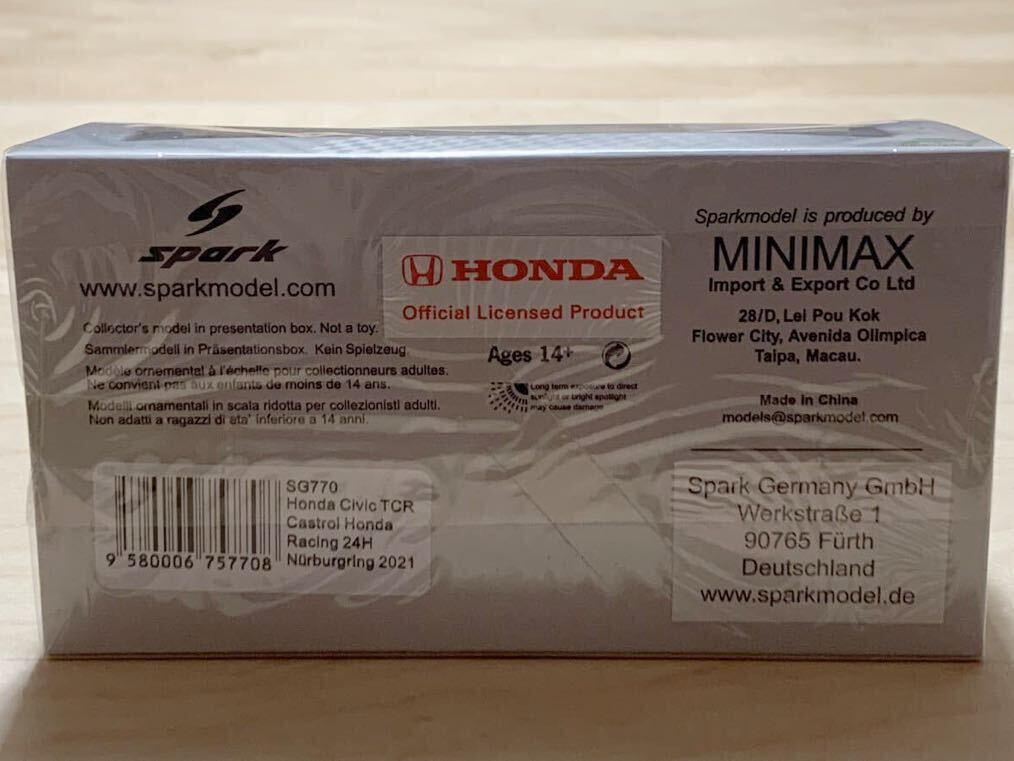 spark
www.sparkmodel.com
Collector's model in presentation box. Not a toy.
Sammlermodell in Präsentationsbox. Kein Spielzeug
Modèle ornemental à l'échelle pour collectionneurs adultes.
Ne convient pas aux enfants de moins de 14 ans.
Modelli ornamentali in scala ridotta per collezionisti adulti.
Non adatti a ragazzi di eta' inferiore a 14 anni.
HONDA
Official Licensed Product
Ages 14+
Long term exposure to direct
sunlight or bright spotlight
may cause damage
Sparkmodel is produced by
MINIMAX
Import & Export Co Ltd
28/D, Lei Pou Kok
Flower City, Avenida Olimpica
Taipa, Macau.
Made in China
models@sparkmodel.com
SG770
Honda Civic TCR
Castrol Honda
Racing 24H
Nürburgring 2021
9 580006 757708
Spark Germany GmbH
Werkstraße 1
90765 Fürth
Deutschland
www.sparkmodel.de